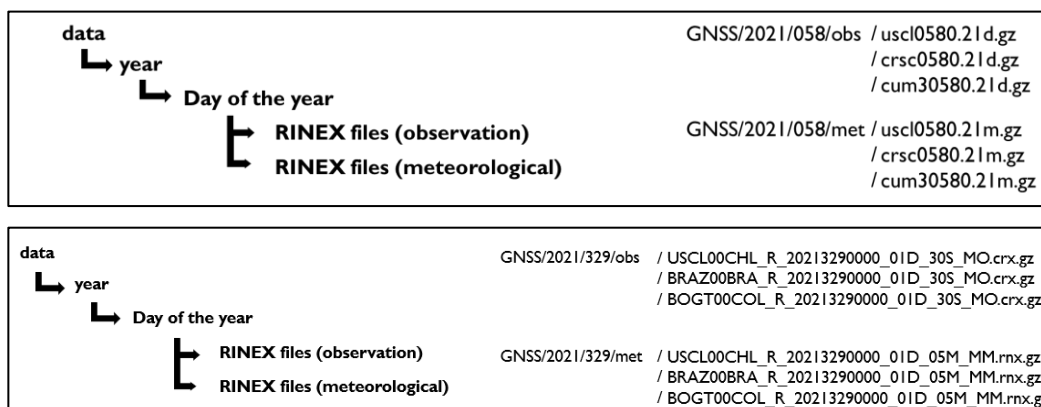 data
year
Day of the year
RINEX files (observation)
RINEX files (meteorological)
GNSS/2021/058/obs / uscl0580.21d.gz
/ crsc0580.21d.gz
/ cum30580.21d.gz
GNSS/2021/058/met / uscl0580.21m.gz
/ crsc0580.21m.gz
/ cum30580.21m.gz
data
year
Day of the year
RINEX files (observation)
RINEX files (meteorological)
GNSS/2021/329/obs / USCL00CHL_R_20213290000_01D_30S_MO.crx.gz
/ BRAZ00BRA_R_20213290000_01D_30S_MO.crx.gz
/ BOGT00COL_R_20213290000_01D_30S_MO.crx.gz
GNSS/2021/329/met / USCL00CHL_R_20213290000_01D_05M_MM.rnx.gz
/ BRAZ00BRA_R_20213290000_01D_05M_MM.rnx.gz
/ BOGT00COL_R_20213290000_01D_05M_MM.rnx.gz